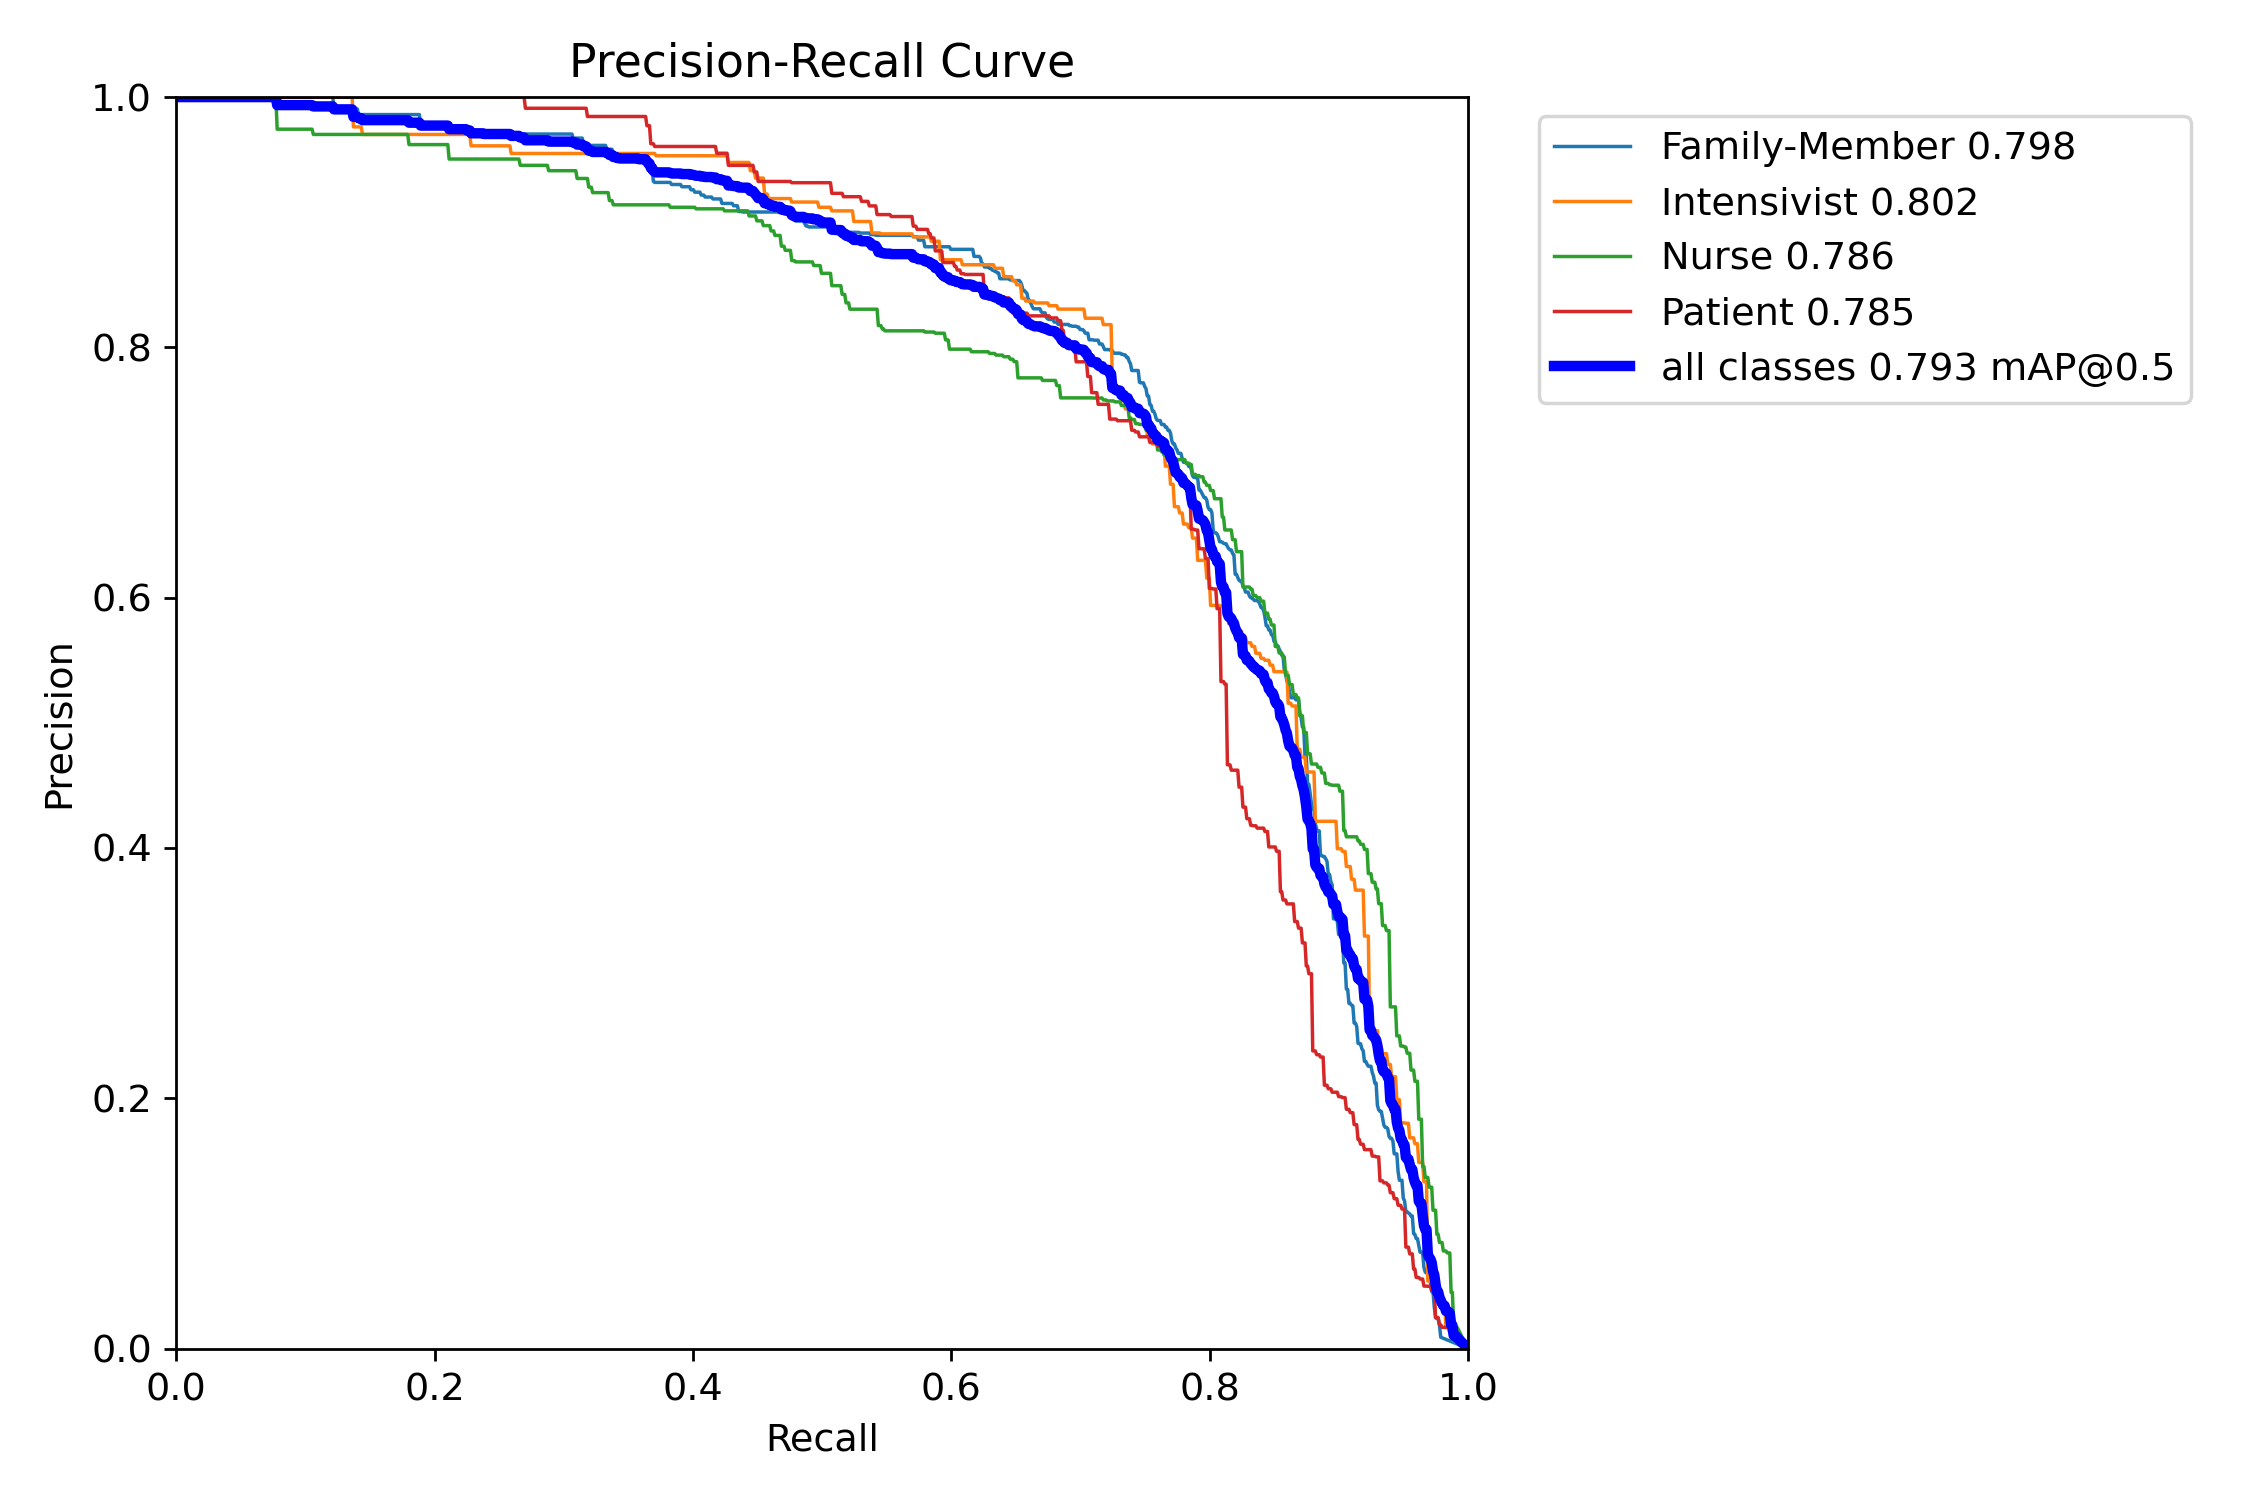 Precision-Recall Curve
1.0
0.8
0.6
0.4
0.2
0.0
Precision
0.0 0.2 0.4 0.6 0.8 1.0
Recall
Family-Member 0.798
Intensivist 0.802
Nurse 0.786
Patient 0.785
all classes 0.793 mAP@0.5